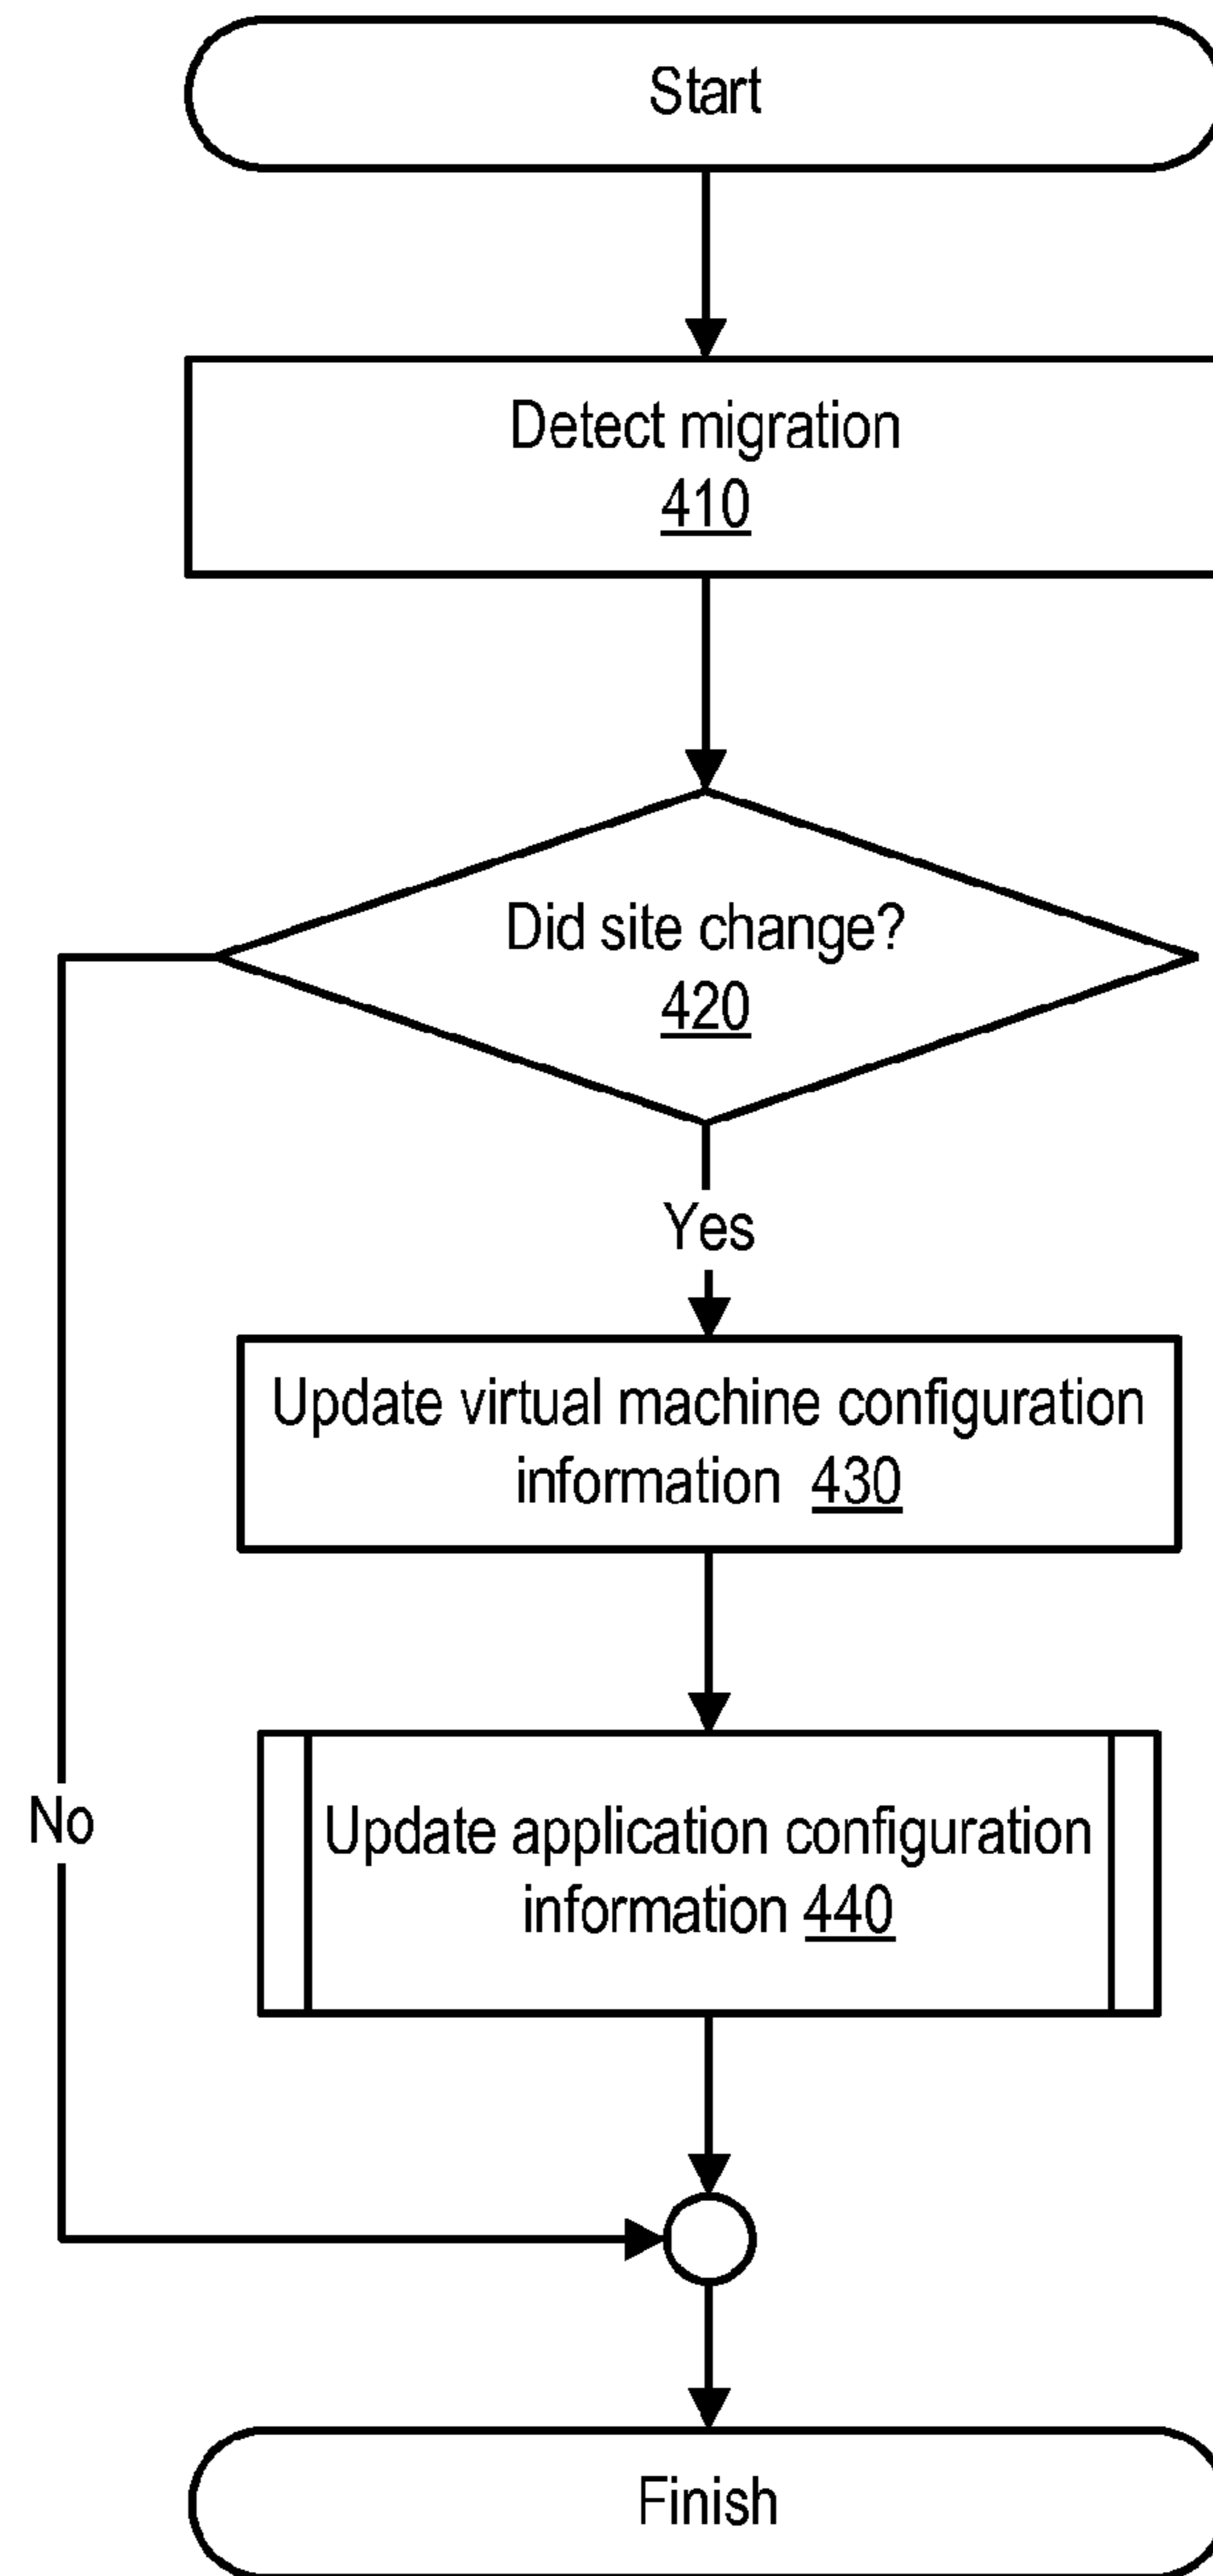 Start
Detect migration
410
Did site change?
420
Yes
Update virtual machine configuration
information 430
No
Update application configuration
information 440
Finish